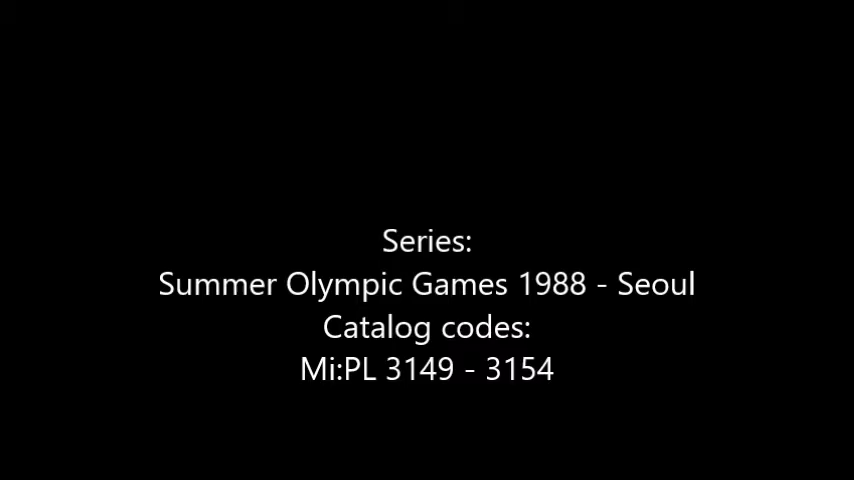 Series:
Summer Olympic Games 1988 - Seoul
Catalog codes:
Mi:PL 3149 - 3154